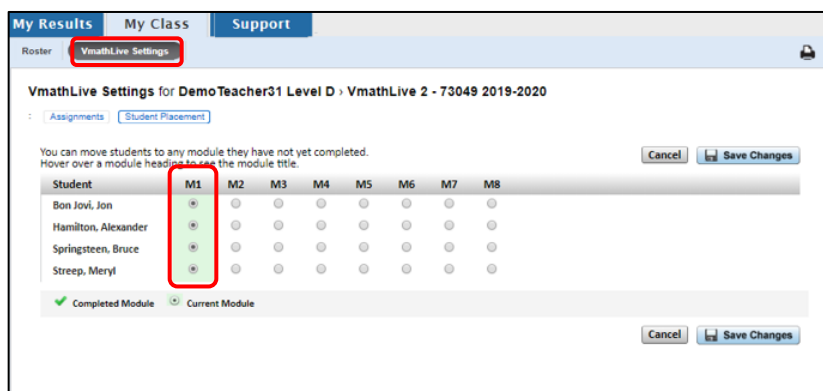 My Results My Class Support
Roster VmathLive Settings
VmathLive Settings for DemoTeacher31 Level D › VmathLive 2 - 73049 2019-2020
: Assignments Student Placement
You can move students to any module they have not yet completed.
Hover over a module heading to see the module title.
Cancel Save Changes
Student M1 M2 M3 M4 M5 M6 M7 M8
Bon Jovi, Jon
Hamilton, Alexander
Springsteen, Bruce
Streep, Meryl
Completed Module Current Module
Cancel Save Changes